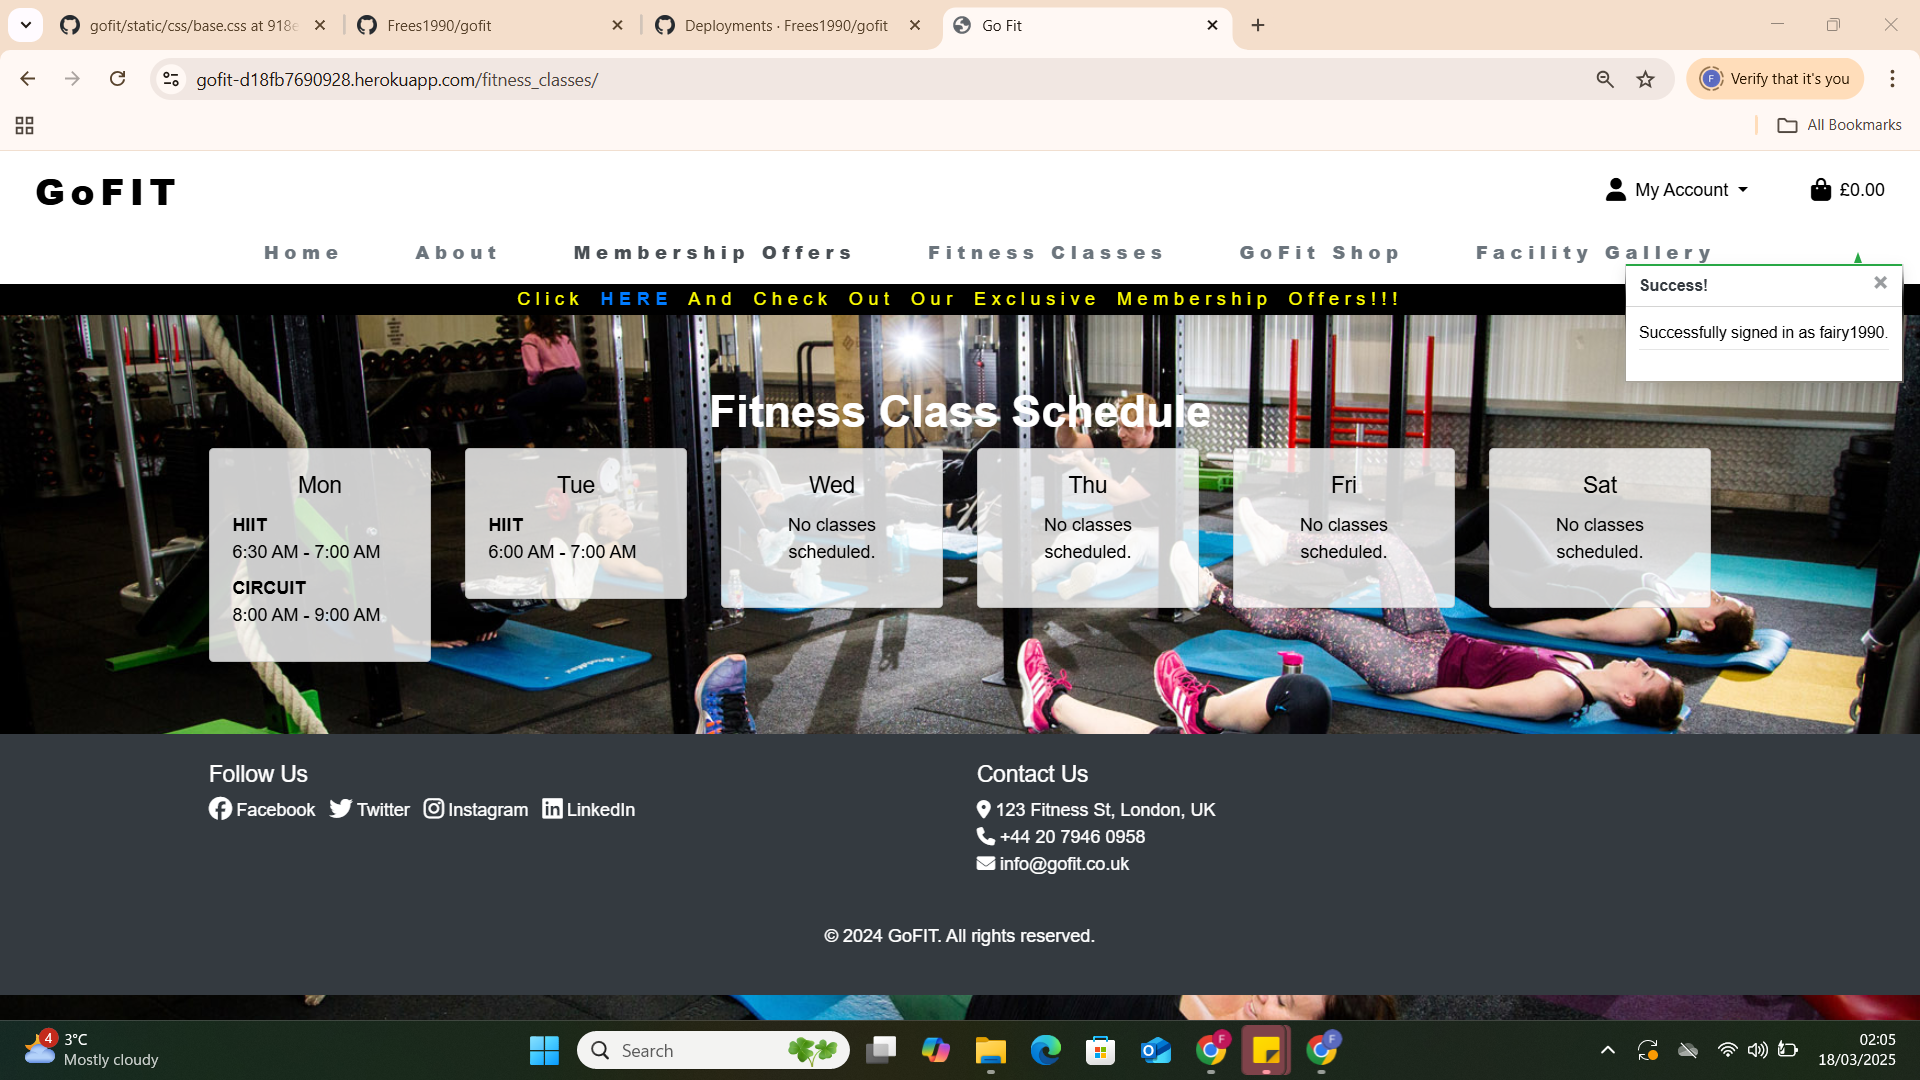 gofit/static/css/base.css at 918e
Frees1990/gofit
Deployments · Frees1990/gofit
Go Fit
gofit-d18fb7690928.herokuapp.com/fitness_classes/
F
Verify that it's you
All Bookmarks
GoFIT
My Account
£0.00
Home
About
Membership Offers
Fitness Classes
GoFit Shop
Facility Gallery
Click HERE And Check Out Our Exclusive Membership Offers!!!
Success!
Successfully signed in as fairy1990.
Fitness Class Schedule
Mon
HIIT
6:30 AM - 7:00 AM
CIRCUIT
8:00 AM - 9:00 AM
Tue
HIIT
6:00 AM - 7:00 AM
Wed
No classes
scheduled.
Thu
No classes
scheduled.
Fri
No classes
scheduled.
Sat
No classes
scheduled.
Follow Us
Facebook
Twitter
Instagram
LinkedIn
Contact Us
123 Fitness St, London, UK
+44 20 7946 0958
info@gofit.co.uk
© 2024 GoFIT. All rights reserved.
4
3°C
Mostly cloudy
Search
F
F
02:05
18/03/2025